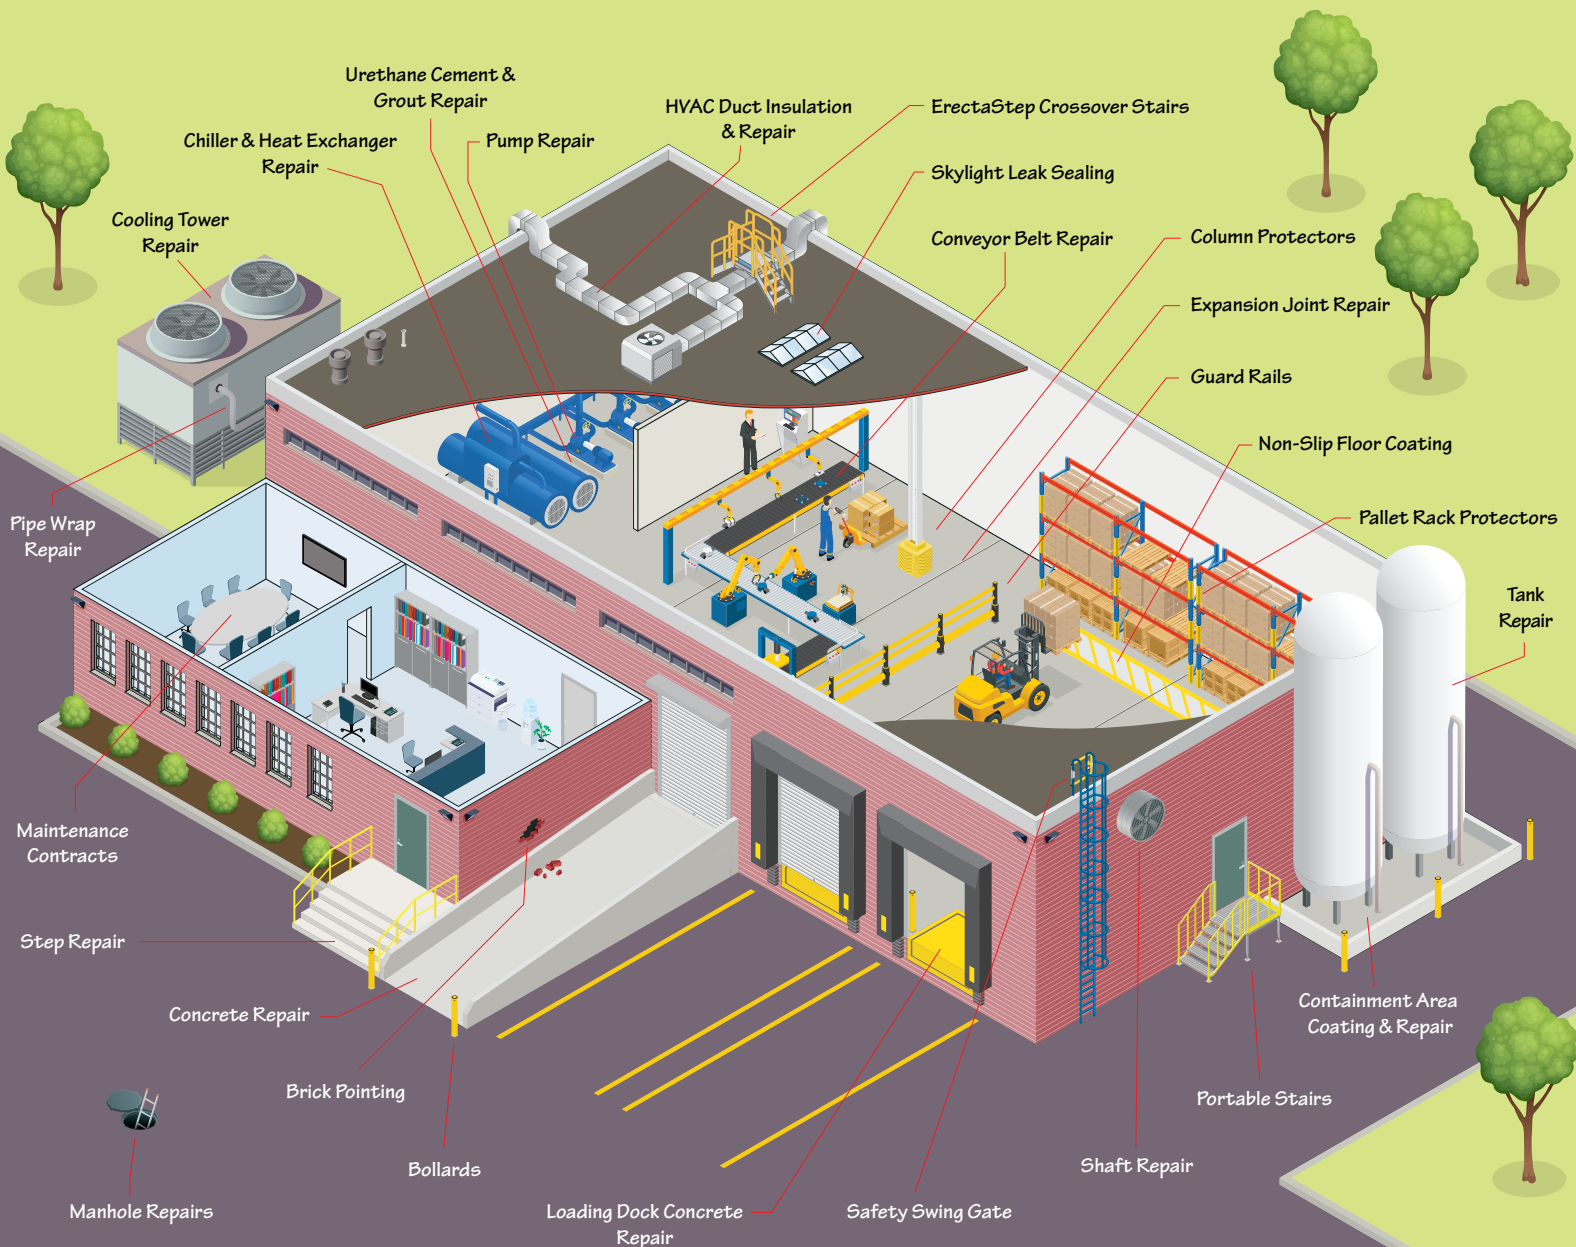 Urethane Cement &
Grout Repair
HVAC Duct Insulation
& Repair
ErectaStep Crossover Stairs
Chiller & Heat Exchanger
Repair
Pump Repair
Skylight Leak Sealing
Cooling Tower
Repair
Conveyor Belt Repair
Column Protectors
Expansion Joint Repair
Guard Rails
Non-Slip Floor Coating
Pipe Wrap
Repair
Pallet Rack Protectors
Tank
Repair
Maintenance
Contracts
Step Repair
Concrete Repair
Containment Area
Coating & Repair
Brick Pointing
Portable Stairs
Bollards
Shaft Repair
Manhole Repairs
Loading Dock Concrete
Repair
Safety Swing Gate